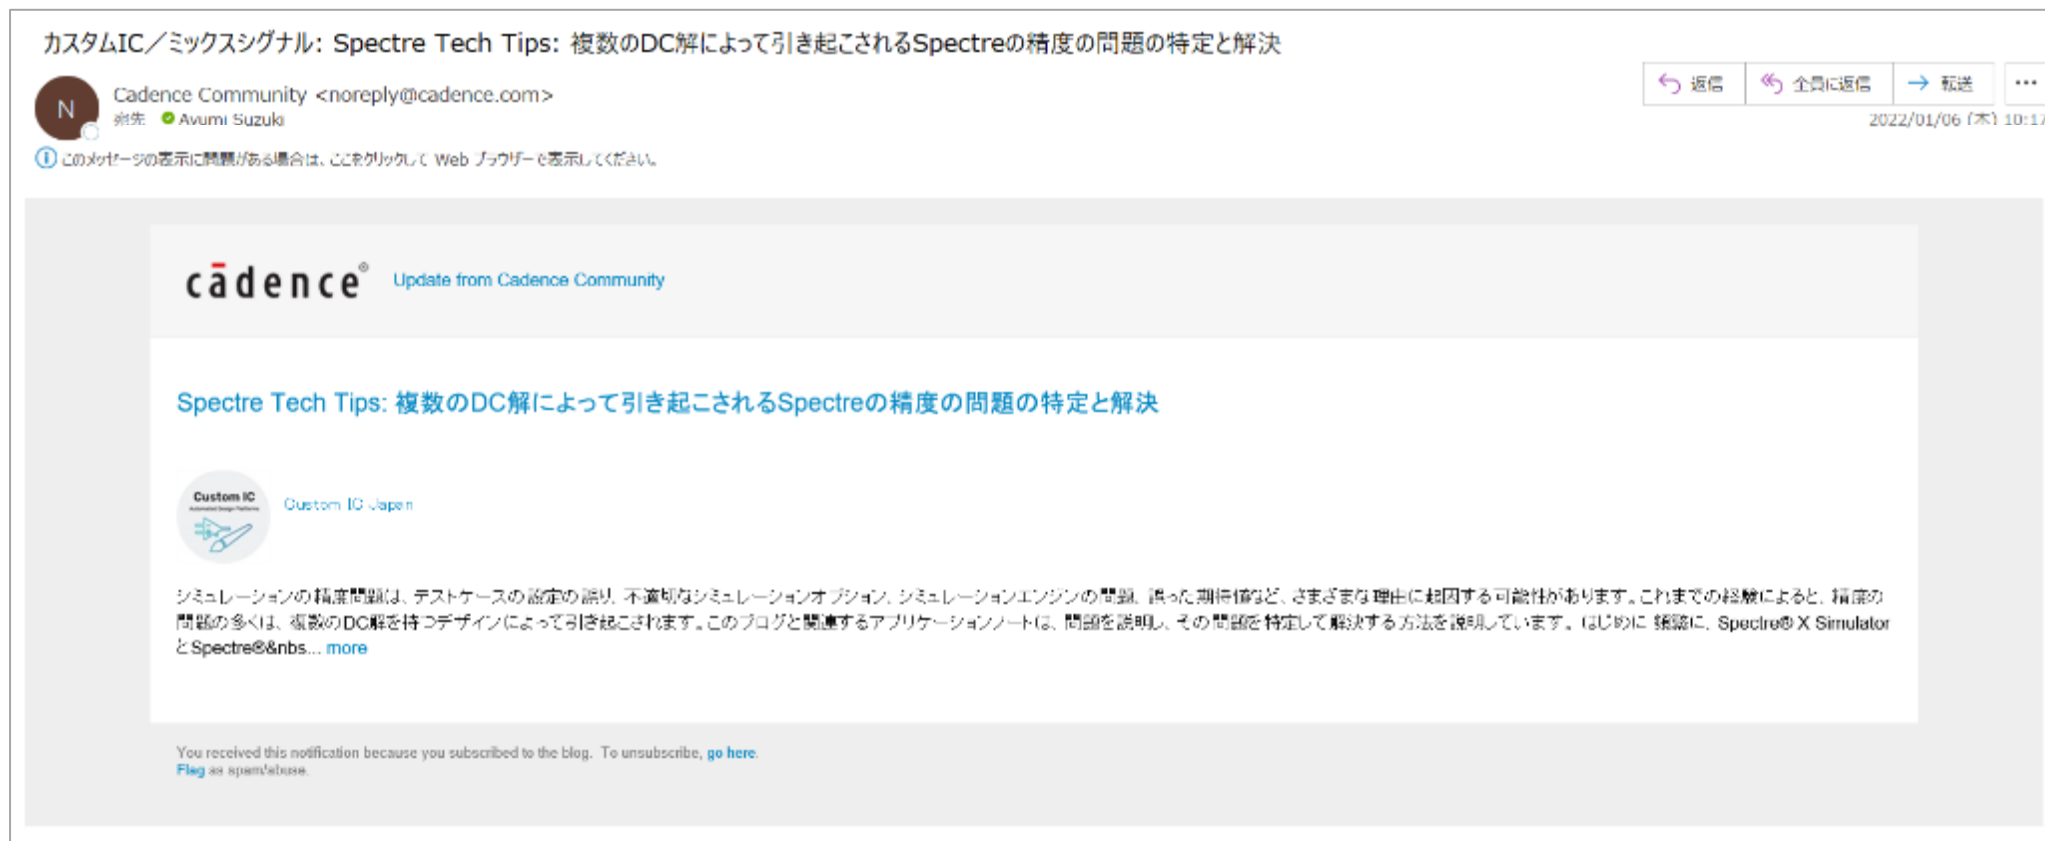 カスタムIC／ミックスシグナル: Spectre Tech Tips: 複数のDC解によって引き起こされるSpectreの精度の問題の特定と解決
返信 全員に返信 転送 ...
N
Cadence Community <noreply@cadence.com>
宛先 Ayumi Suzuki
2022/01/06 (木) 10:17
このメッセージの表示に問題がある場合は、ここをクリックして Web ブラウザーで表示してください。
cādence® Update from Cadence Community
Spectre Tech Tips: 複数のDC解によって引き起こされるSpectreの精度の問題の特定と解決
Custom IC
Custom IC Japan
シミュレーションの精度問題は、テストケースの設定の誤り、不適切なシミュレーションオプション、シミュレーションエンジンの問題、誤った期待値など、さまざまな理由に起因する可能性があります。これまでの経験によると、精度の
問題の多くは、複数のDC解を持つデザインによって引き起こされます。このブログと関連するアプリケーションノートは、問題を説明し、その問題を特定して解決する方法を説明しています。 はじめに 頻繁に、Spectre® X Simulator
とSpectre®&nbs... more
You received this notification because you subscribed to the blog. To unsubscribe, go here.
Flag as spam/abuse.